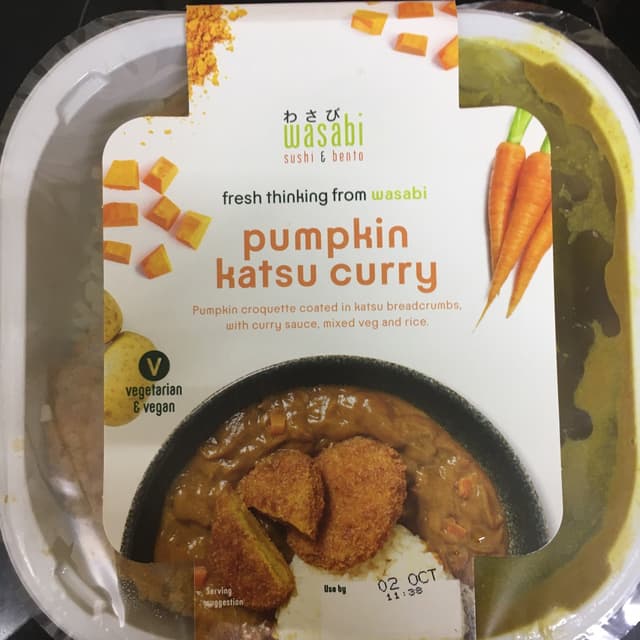 わさび
wasabi
sushi & bento
fresh thinking from wasabi
pumpkin
katsu curry
Pumpkin croquette coated in katsu breadcrumbs,
with curry sauce, mixed veg and rice.
V
vegetarian
& vegan
Serving
suggestion
Use by
02 OCT
11:38